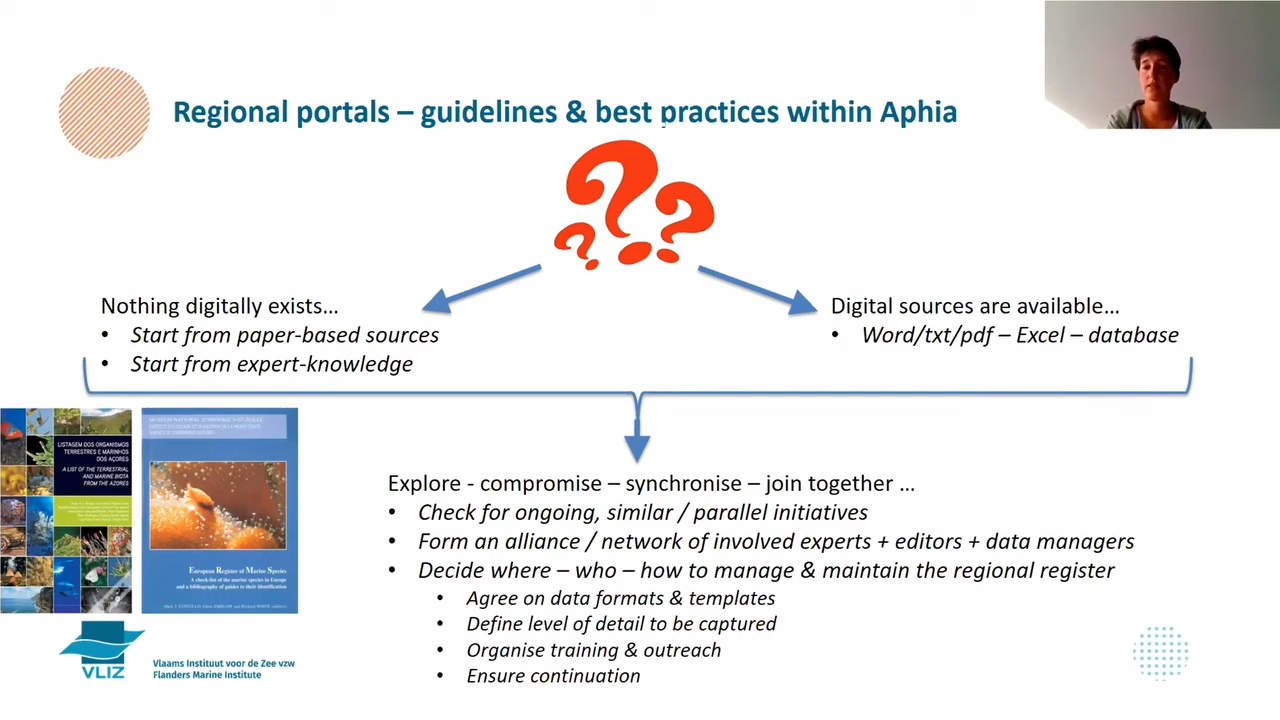 Regional portals – guidelines & best practices within Aphia
Nothing digitally exists…
• Start from paper-based sources
• Start from expert-knowledge
Digital sources are available…
• Word/txt/pdf – Excel – database
LISTAGEM DOS ORGANISMOS
TERRESTRES E MARINHOS
DOS AÇORES
A LIST OF THE TERRESTRIAL
AND MARINE BIOTA
FROM THE AZORES
European Register of Marine Species
A check-list of the marine species in Europe
and a bibliography of guides to their identification
Explore - compromise – synchronise – join together …
• Check for ongoing, similar / parallel initiatives
• Form an alliance / network of involved experts + editors + data managers
• Decide where – who – how to manage & maintain the regional register
• Agree on data formats & templates
• Define level of detail to be captured
• Organise training & outreach
• Ensure continuation
VLIZ
Vlaams Instituut voor de Zee vzw
Flanders Marine Institute